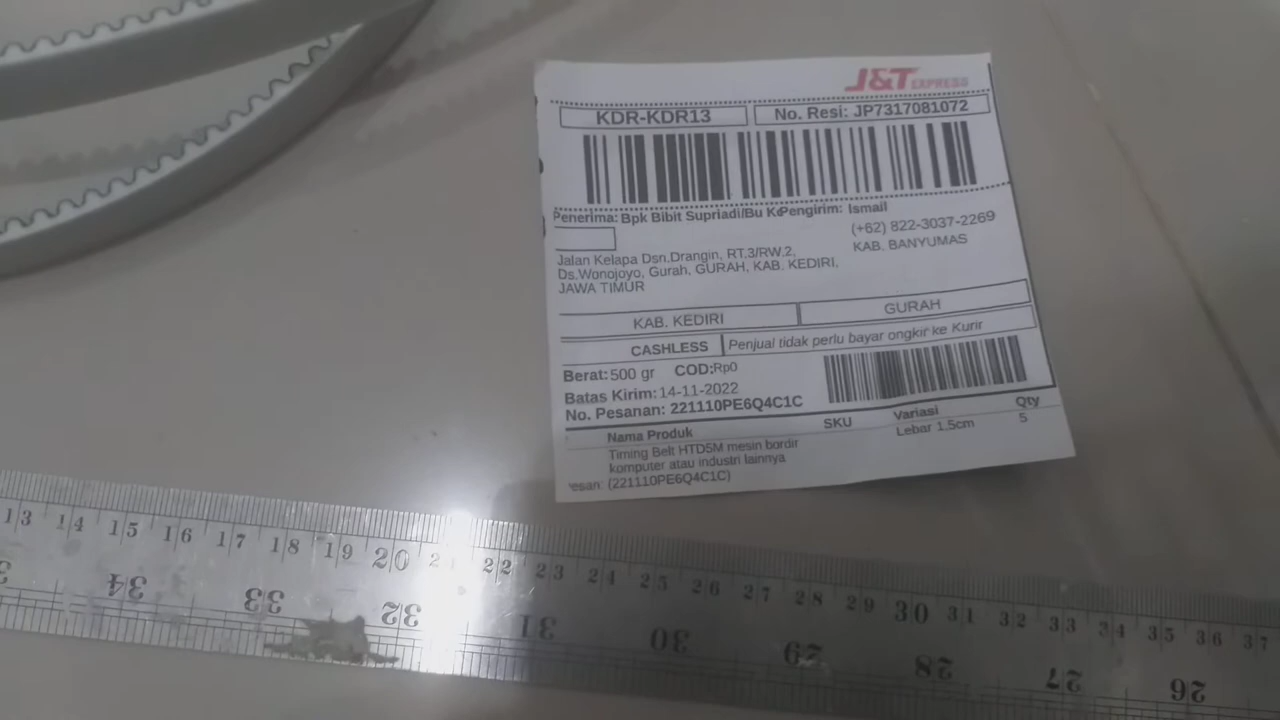 J&T EXPRESS
KDR-KDR13
No. Resi: JP7317081072
Penerima: Bpk Bibit Supriadi/Bu Pengirim: Ismail
(+62) 822-3037-2269
KAB. BANYUMAS
Jalan Kelapa Dsn.Drangin, RT.3/RW.2,
Ds.Wonojoyo, Gurah, GURAH, KAB. KEDIRI,
JAWA TIMUR
KAB. KEDIRI
GURAH
CASHLESS
Penjual tidak perlu bayar ongkir ke Kurir
Berat: 500 gr COD:Rp0
Batas Kirim: 14-11-2022
No. Pesanan: 221110PE6Q4C1C
Nama Produk SKU Variasi Qty
Timing Belt HTD5M mesin bordir Lebar 1.5cm 5
komputer atau industri lainnya
esan: (221110PE6Q4C1C)
13 14 15 16 17 18 19 20 22 23 24 25 26 27 28 29 30 31 32 33 34 35 36 37
34 33 32 31 30 29 28 27 26